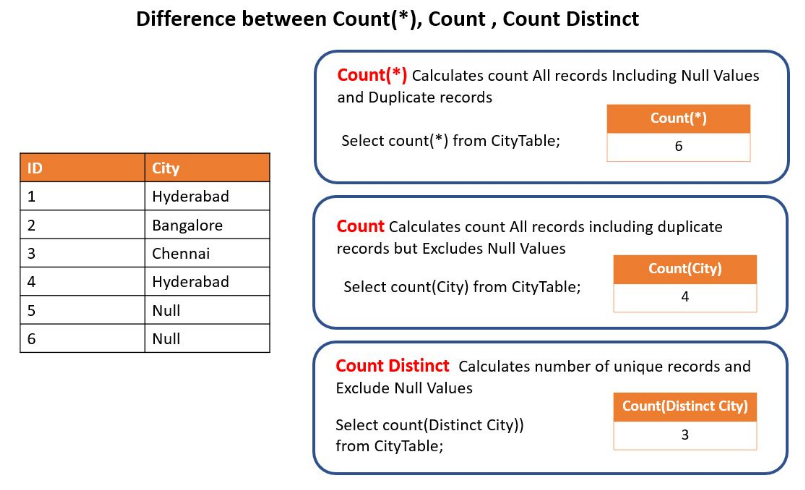 Difference between Count(*), Count , Count Distinct
ID City
1 Hyderabad
2 Bangalore
3 Chennai
4 Hyderabad
5 Null
6 Null
Count(*) Calculates count All records Including Null Values
and Duplicate records
Select count(*) from CityTable;
Count(*)
6
Count Calculates count All records including duplicate
records but Excludes Null Values
Select count(City) from CityTable;
Count(City)
4
Count Distinct Calculates number of unique records and
Exclude Null Values
Select count(Distinct City))
from CityTable;
Count(Distinct City)
3